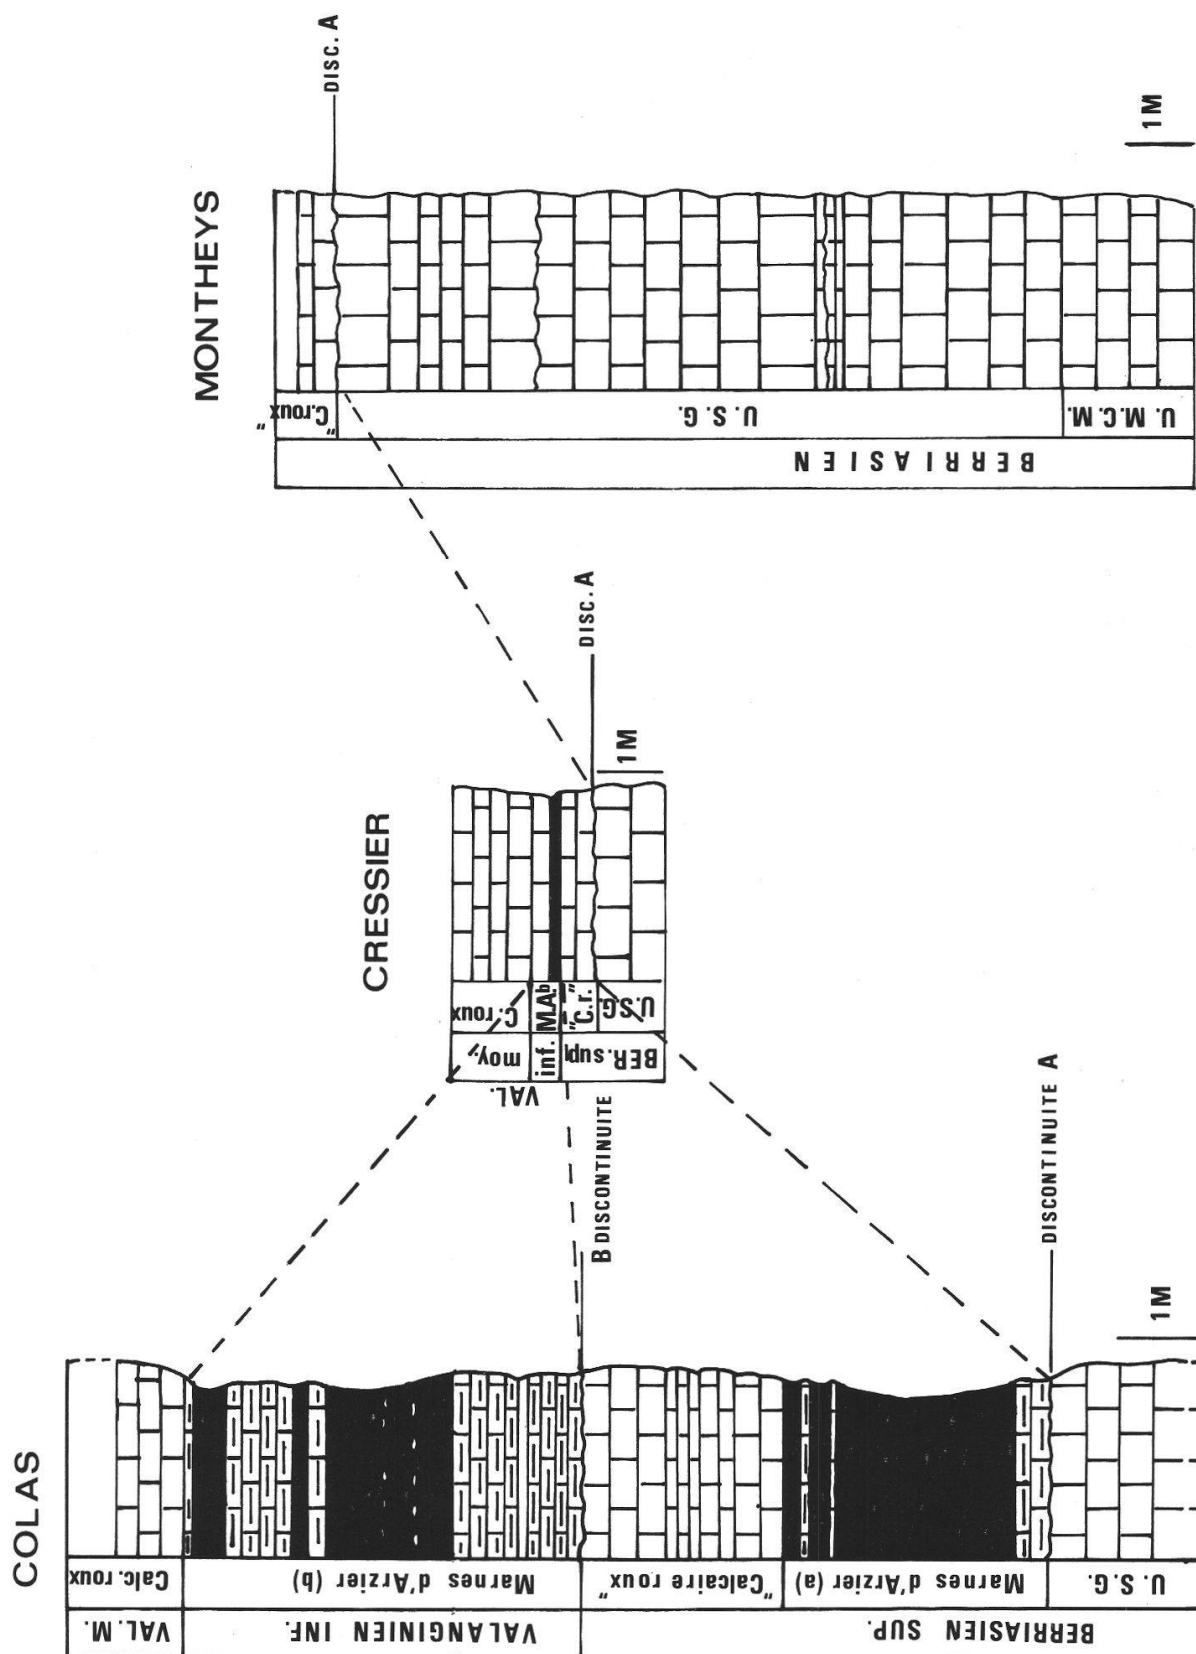 COLAS
VAL. M.
Calc. roux
VALANGINIEN INF.
Marnes d'Arzier (b)
B DISCONTINUITE
BERRIASIEN SUP.
"Calcaire roux"
Marnes d'Arzier (a)
DISCONTINUITE A
U.S.G.
1M
CRESSIER
VAL.
moy.
C. roux
inf.
M.A.b
BER. sup.
"C.r."
U.S.G.
DISC. A
1M
MONTHEYS
BERRIASIEN
"C. roux"
DISC. A
U. S. G.
U. M. C. M.
1M